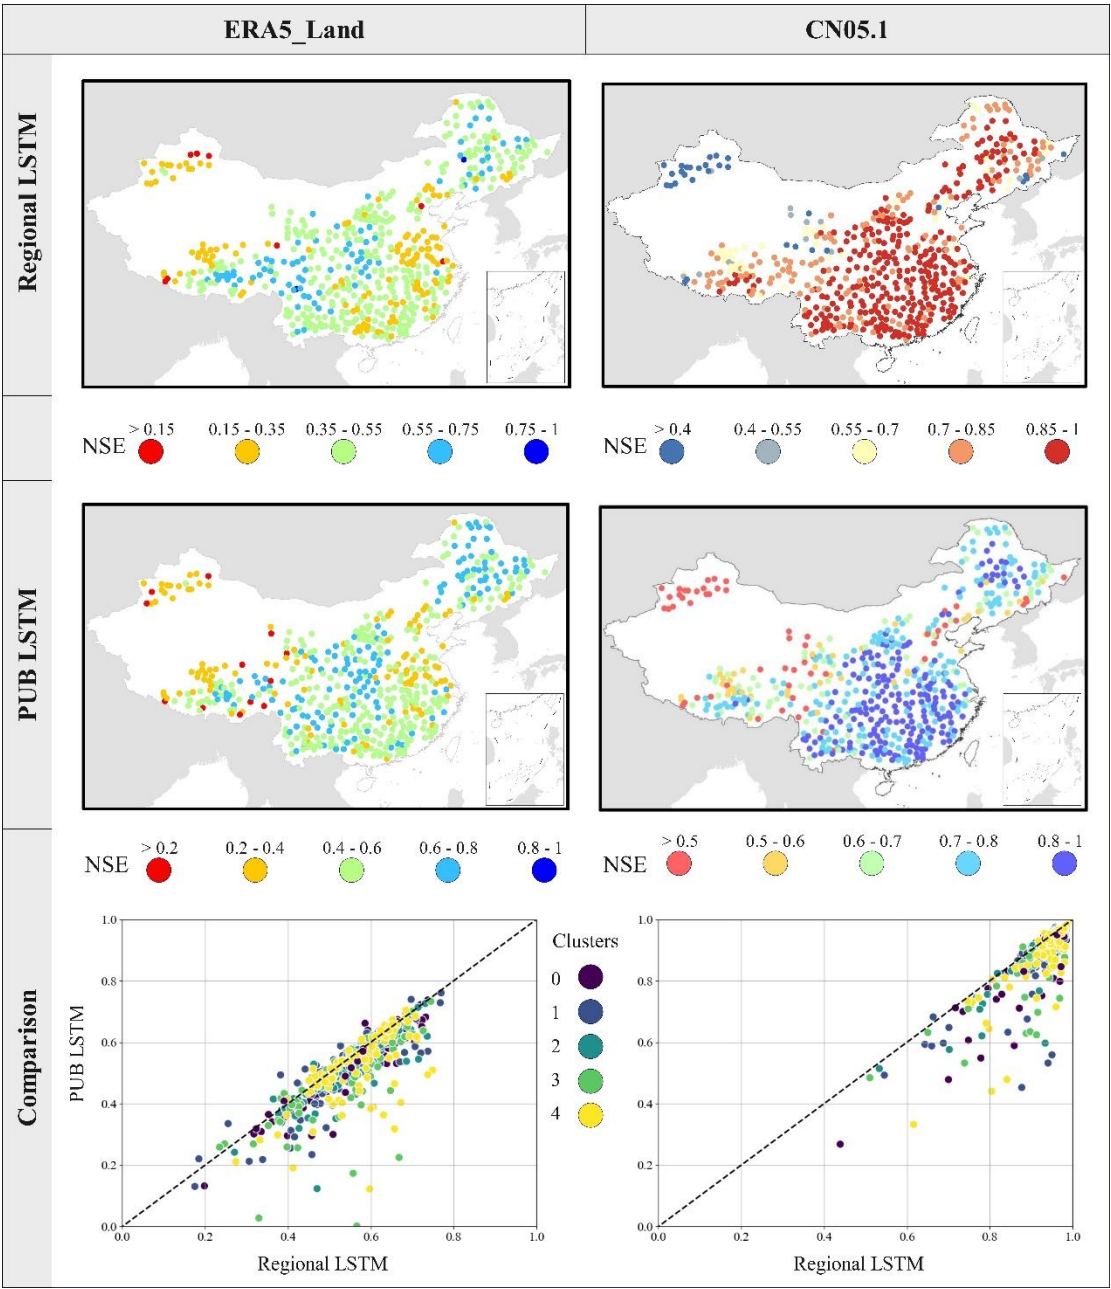 ERA5_Land
CN05.1
Regional LSTM
NSE
> 0.15 0.15 - 0.35 0.35 - 0.55 0.55 - 0.75 0.75 - 1
NSE
> 0.4 0.4 - 0.55 0.55 - 0.7 0.7 - 0.85 0.85 - 1
PUB LSTM
NSE
> 0.2 0.2 - 0.4 0.4 - 0.6 0.6 - 0.8 0.8 - 1
NSE
> 0.5 0.5 - 0.6 0.6 - 0.7 0.7 - 0.8 0.8 - 1
Comparison
PUB LSTM
1.0
0.8
0.6
0.4
0.2
0.0
0.0 0.2 0.4 0.6 0.8 1.0
Regional LSTM
Clusters
0
1
2
3
4
1.0
0.8
0.6
0.4
0.2
0.0
0.0 0.2 0.4 0.6 0.8 1.0
Regional LSTM